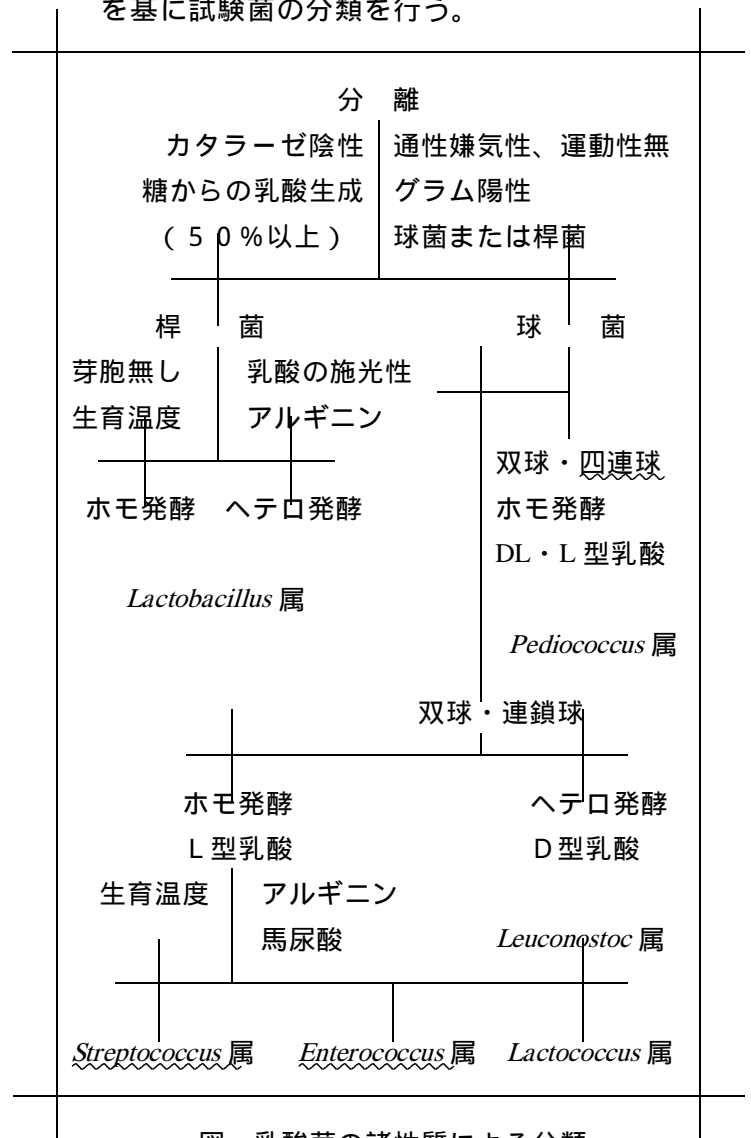 を基に試験菌の分類を行う。
分　離
カタラーゼ陰性　通性嫌気性、運動性無
糖からの乳酸生成　グラム陽性
（５０％以上）　球菌または桿菌
桿　菌　球　菌
芽胞無し　乳酸の施光性
生育温度　アルギニン
双球・四連球
ホモ発酵　ヘテロ発酵　ホモ発酵
DL・L 型乳酸
Lactobacillus 属
Pediococcus 属
双球・連鎖球
ホモ発酵　ヘテロ発酵
Ｌ型乳酸　Ｄ型乳酸
生育温度　アルギニン
馬尿酸　Leuconostoc 属
Streptococcus 属　Enterococcus 属　Lactococcus 属
図　乳酸菌の諸性質による分類